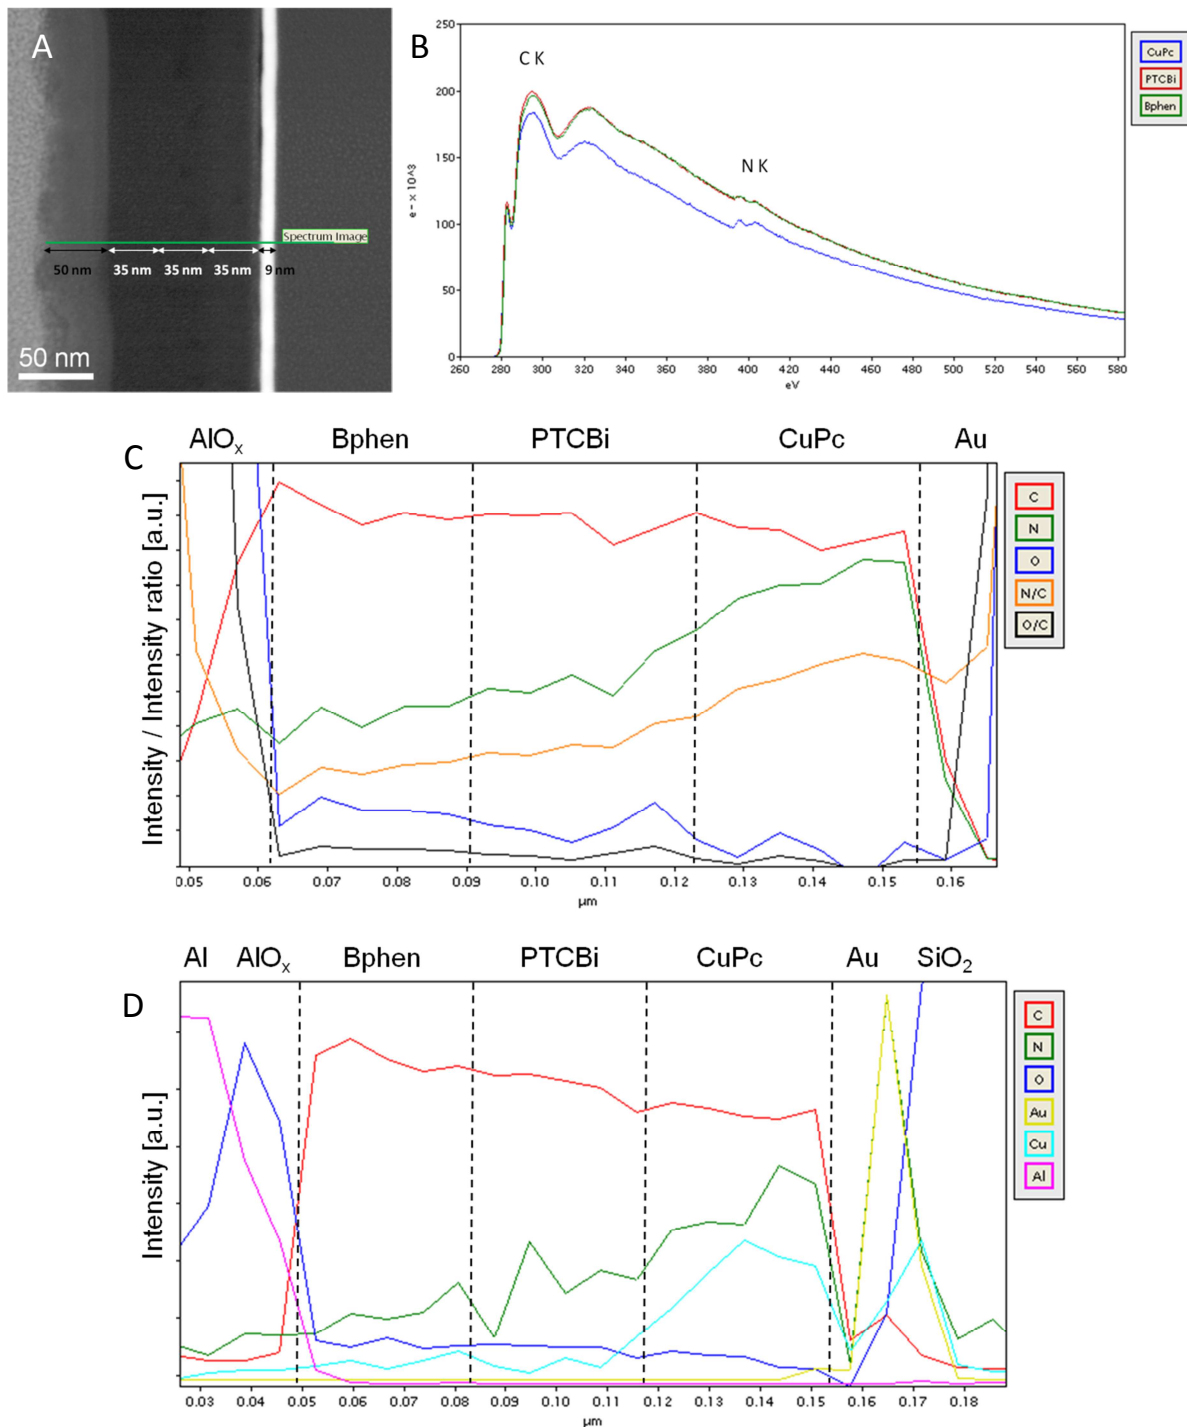 A
Spectrum Image
50 nm 35 nm 35 nm 35 nm 9 nm
50 nm
B
C K
N K
e- x 10^3
250
200
150
100
50
0
260 280 300 320 340 360 380 400 420 440 460 480 500 520 540 560 580
eV
CuPc
PTCBi
Bphen
C
AlOx Bphen PTCBi CuPc Au
Intensity / Intensity ratio [a.u.]
0.05 0.06 0.07 0.08 0.09 0.10 0.11 0.12 0.13 0.14 0.15 0.16
µm
C
N
O
N/C
O/C
D
Al AlOx Bphen PTCBi CuPc Au SiO2
Intensity [a.u.]
0.03 0.04 0.05 0.06 0.07 0.08 0.09 0.10 0.11 0.12 0.13 0.14 0.15 0.16 0.17 0.18
µm
C
N
O
Au
Cu
Al